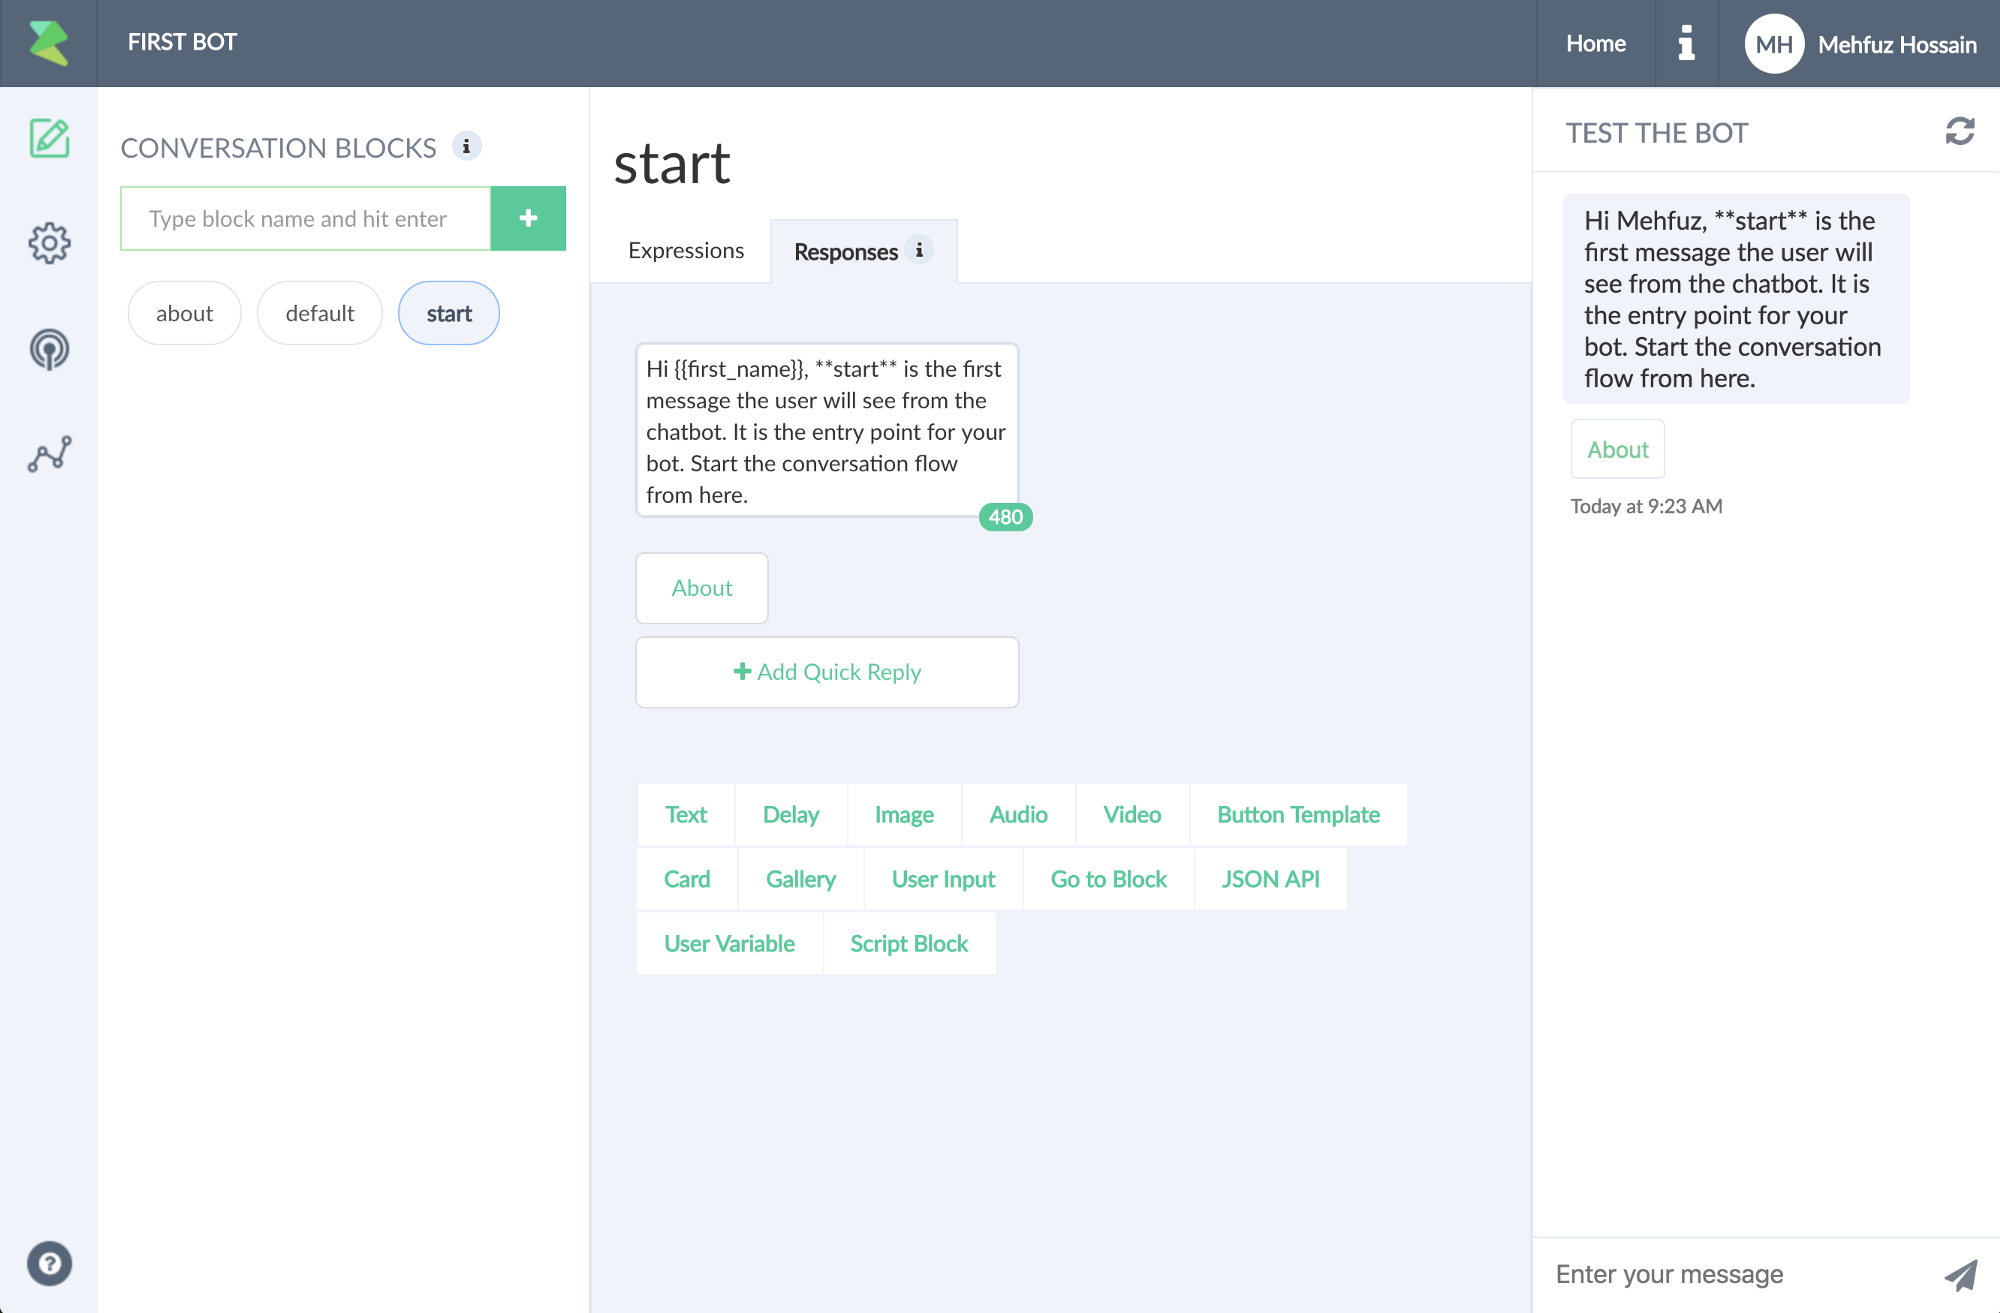 FIRST BOT
Home
MH
Mehfuz Hossain
CONVERSATION BLOCKS
Type block name and hit enter
about
default
start
start
Expressions
Responses
Hi {{first_name}}, **start** is the first
message the user will see from the
chatbot. It is the entry point for your
bot. Start the conversation flow
from here.
480
About
Add Quick Reply
Text
Delay
Image
Audio
Video
Button Template
Card
Gallery
User Input
Go to Block
JSON API
User Variable
Script Block
TEST THE BOT
Hi Mehfuz, **start** is the
first message the user will
see from the chatbot. It is
the entry point for your
bot. Start the conversation
flow from here.
About
Today at 9:23 AM
Enter your message